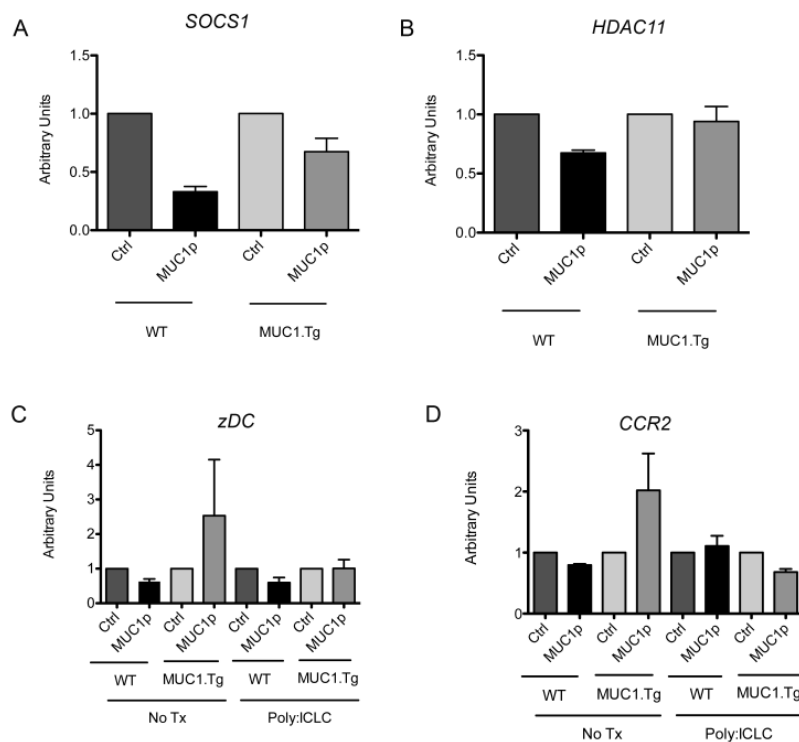 A
SOCS1
Arbitrary Units
1.5
1.0
0.5
0.0
Ctrl
MUC1p
Ctrl
MUC1p
WT
MUC1.Tg
B
HDAC11
Arbitrary Units
1.5
1.0
0.5
0.0
Ctrl
MUC1p
Ctrl
MUC1p
WT
MUC1.Tg
C
zDC
Arbitrary Units
5
4
3
2
1
0
Ctrl
MUC1p
Ctrl
MUC1p
Ctrl
MUC1p
Ctrl
MUC1p
WT
MUC1.Tg
WT
MUC1.Tg
No Tx
Poly:ICLC
D
CCR2
Arbitrary Units
3
2
1
0
Ctrl
MUC1p
Ctrl
MUC1p
Ctrl
MUC1p
Ctrl
MUC1p
WT
MUC1.Tg
WT
MUC1.Tg
No Tx
Poly:ICLC